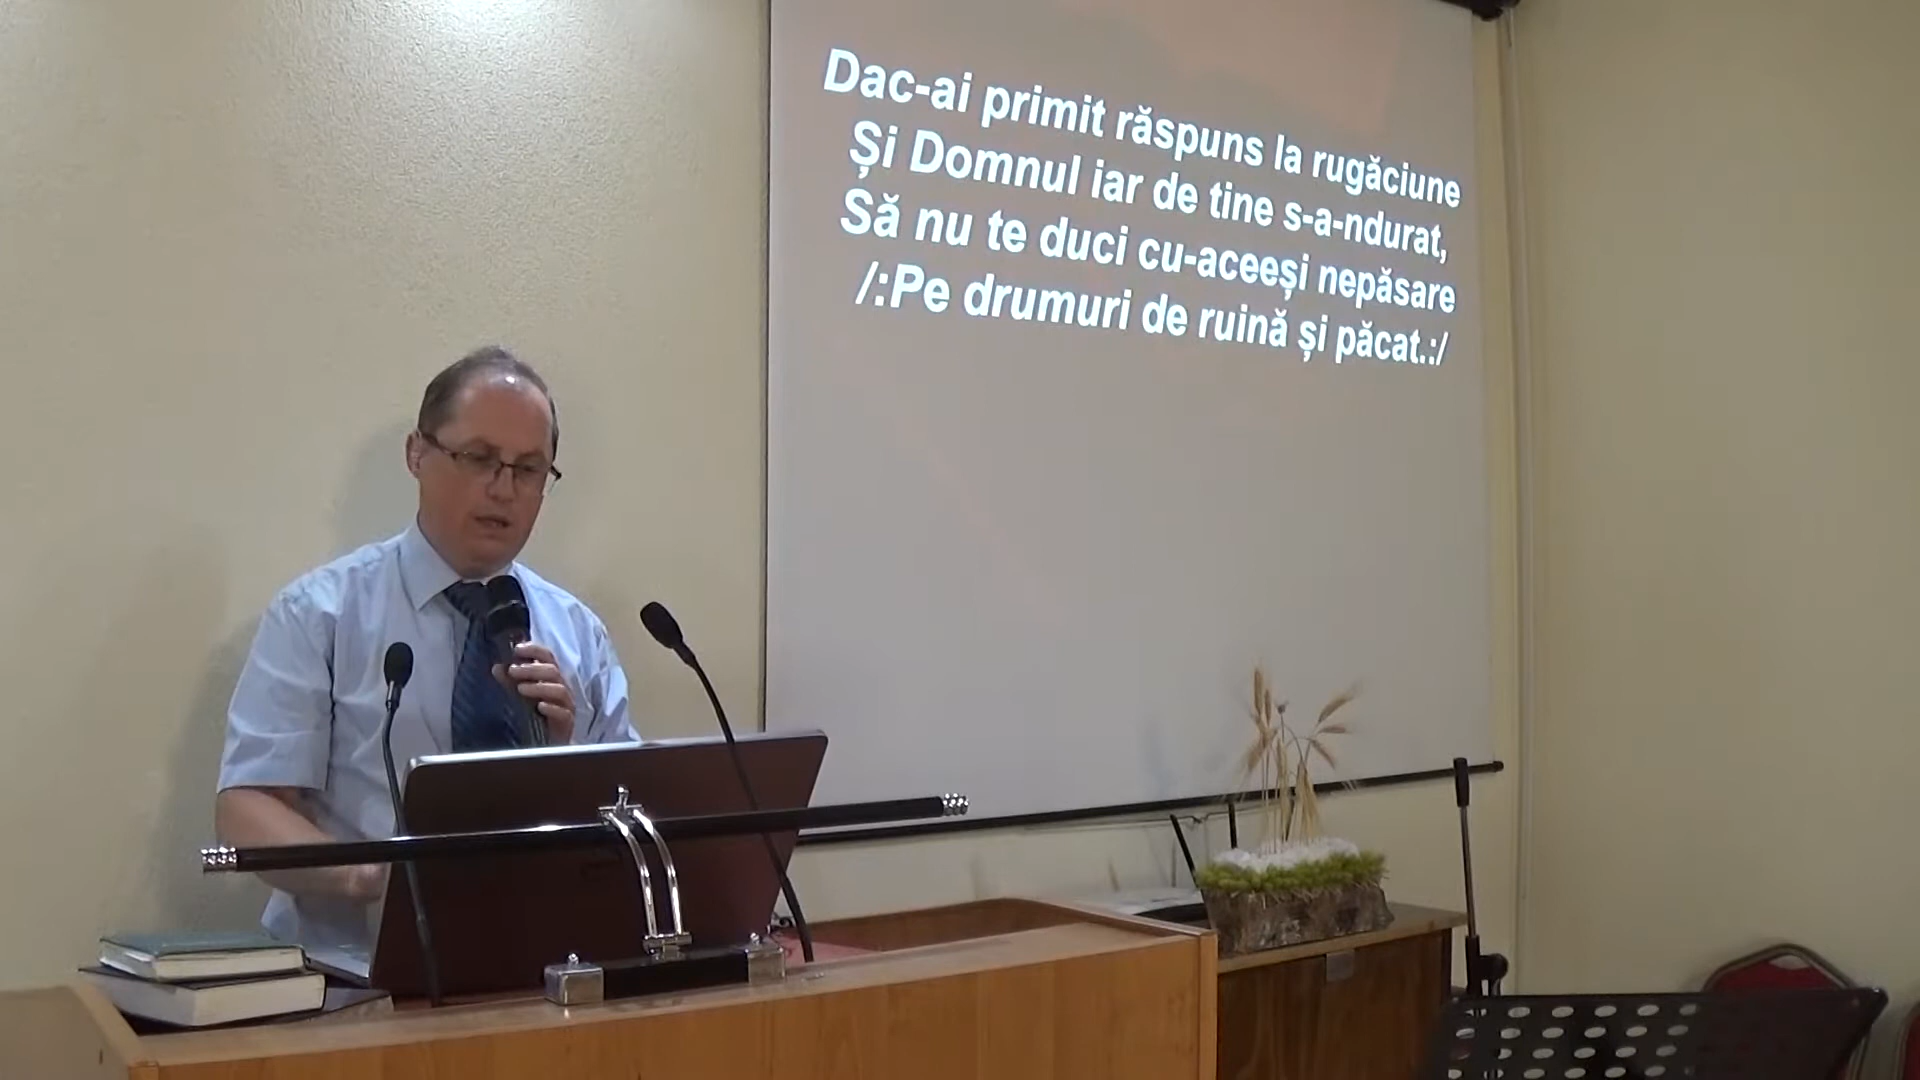 Dac-ai primit răspuns la rugăciune
Și Domnul iar de tine s-a-ndurat,
Să nu te duci cu-aceeși nepăsare
/:Pe drumuri de ruină și păcat.:/